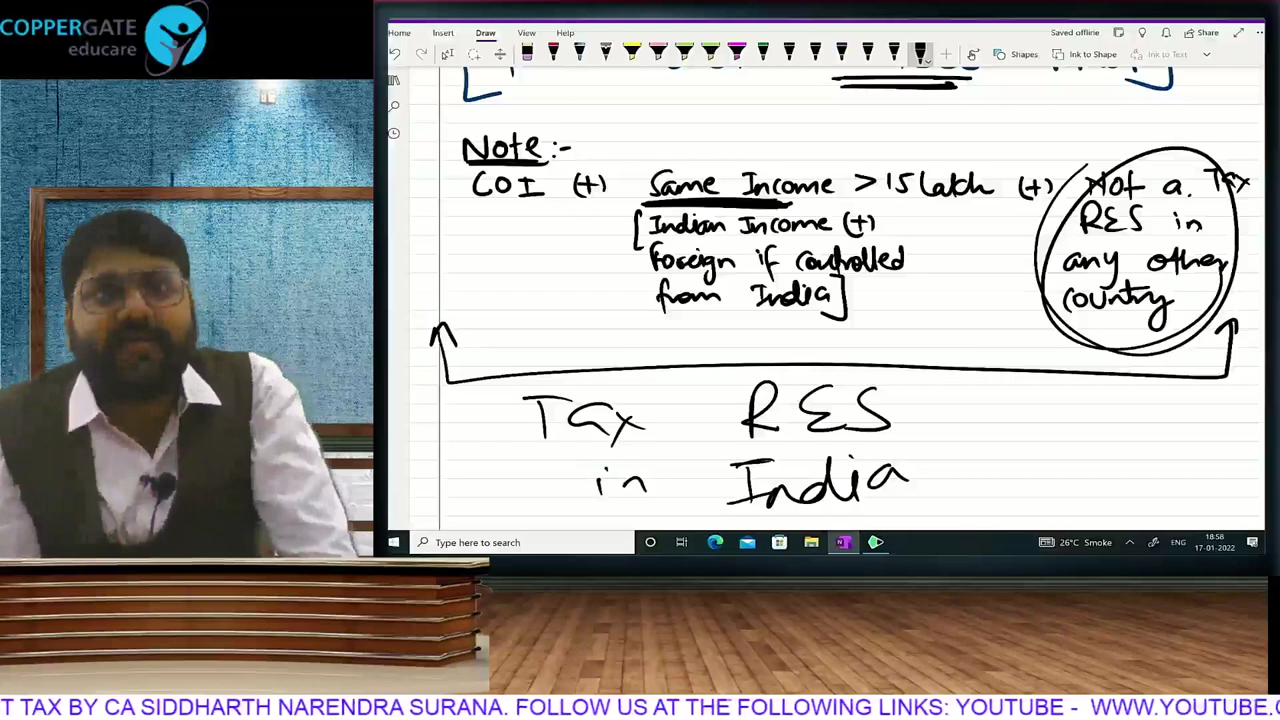 COPPERGATE
educare
Home Insert Draw View Help
Saved offline
Share
Shapes
Ink to Shape
Ink to Text
Note:-
COI (+) Same Income > 15 Lakh (+) Not a. Tax
[Indian Income (+) RES in
Foreign if controlled any other
from India] country
Tax RES
in India
Type here to search
26°C Smoke
ENG
18:58
17-01-2022
T TAX BY CA SIDDHARTH NARENDRA SURANA. FOLLOW US AT THE FOLLOWING LINKS: YOUTUBE - WWW.YOUTUBE.C